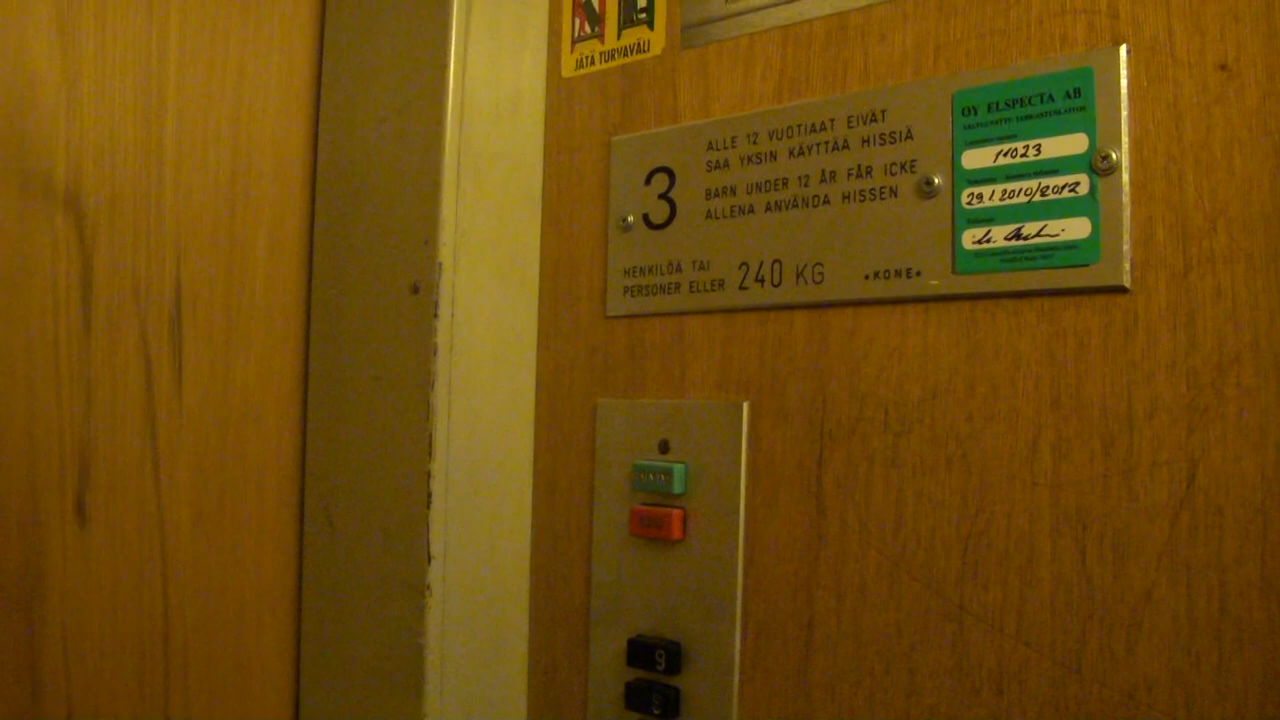 JÄTÄ TURVAVÄLI
3
ALLE 12 VUOTIAAT EIVÄT
SAA YKSIN KÄYTTÄÄ HISSIÄ
BARN UNDER 12 ÅR FÅR ICKE
ALLENA ANVÄNDA HISSEN
HENKILÖÄ TAI
PERSONER ELLER 240 KG
KONE
OY ELSPECTA AB
11023
29.1.2010/2012
9